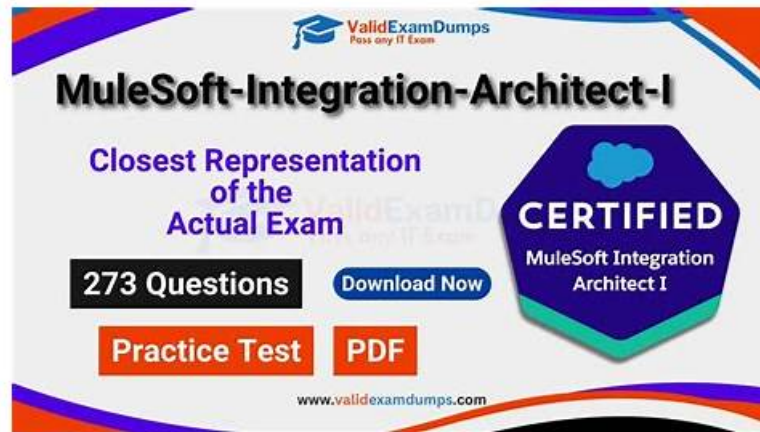 ValidExamDumps
Pass any IT Exam
MuleSoft-Integration-Architect-I
Closest Representation
of the
Actual Exam
CERTIFIED
MuleSoft Integration
Architect I
273 Questions
Download Now
Practice Test
PDF
www.validexamdumps.com